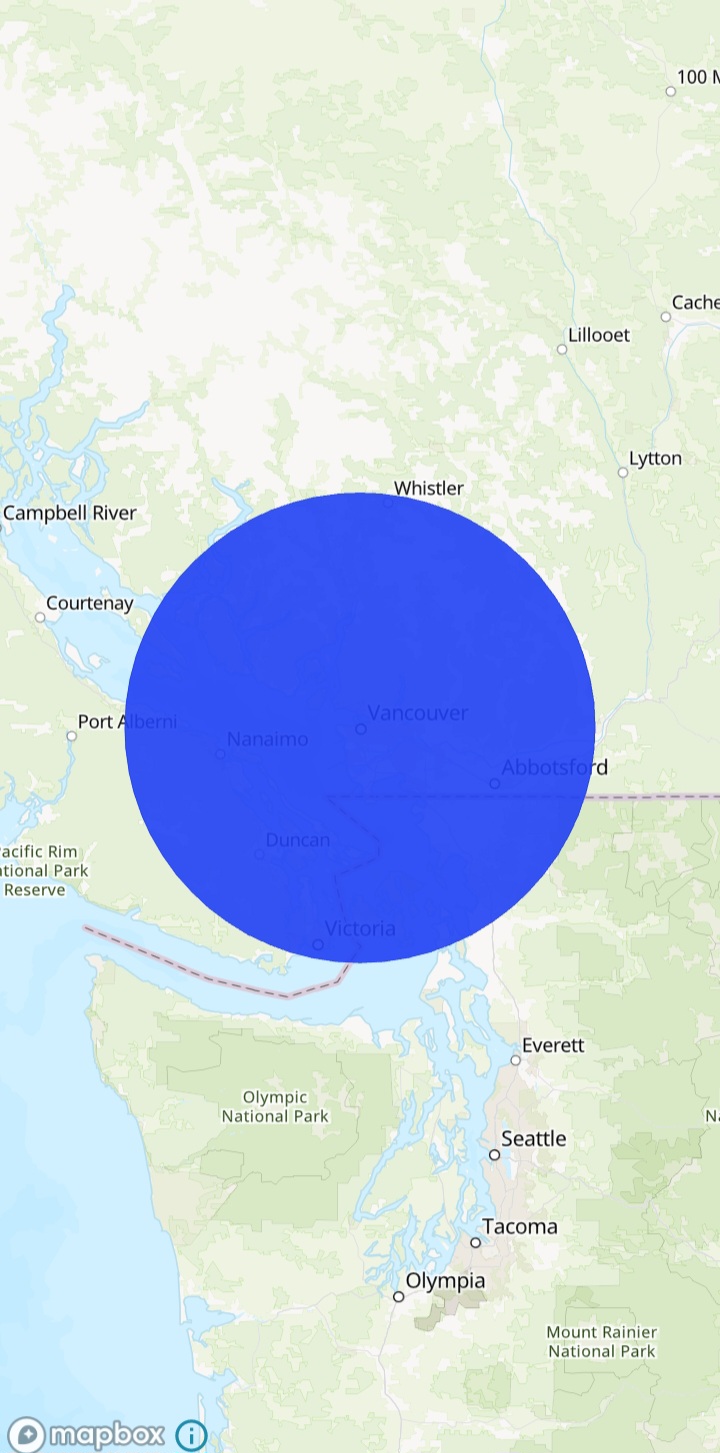 100 M
Cache
Lillooet
Lytton
Whistler
Campbell River
Courtenay
Port Alberni
Vancouver
Nanaimo
Abbotsford
Duncan
acific Rim
ational Park
Reserve
Victoria
Everett
Olympic
National Park
Na
Seattle
Tacoma
Olympia
Mount Rainier
National Park
mapbox
i